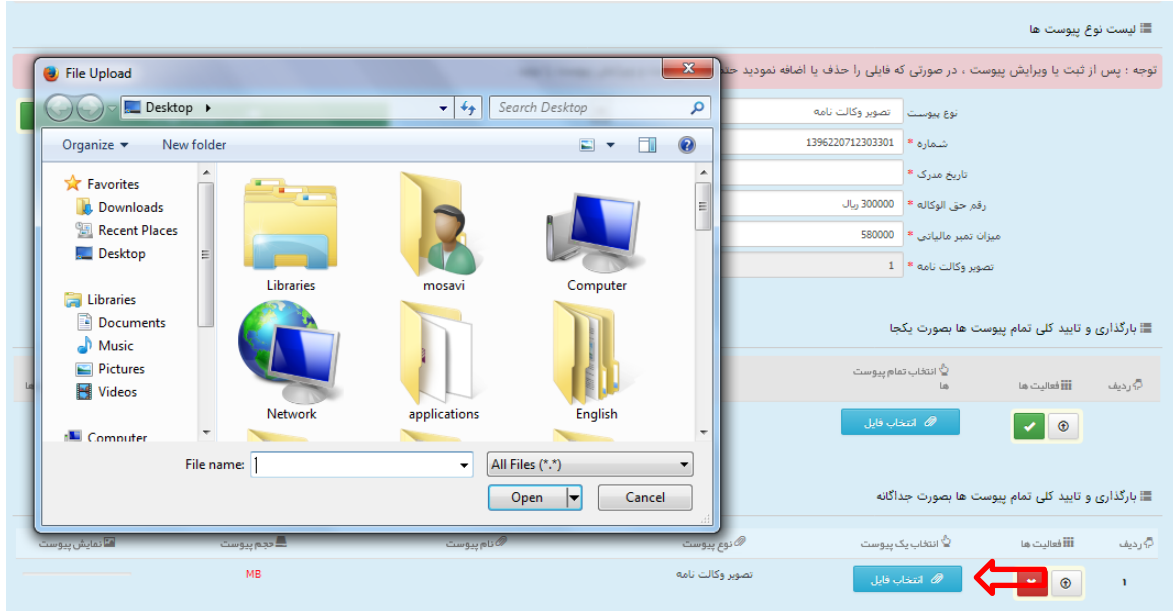 لیست نوع پیوست ها
توجه : پس از ثبت یا ویرایش پیوست ، در صورتی که فایلی را حذف یا اضافه نمودید
نوع پیوست
تصویر وکالت نامه
شماره *
1396220712303301
تاریخ مدرک *
رقم حق الوکاله *
300000 ریال
میزان تمبر مالیاتی *
580000
تصویر وکالت نامه *
1
File Upload
Desktop
Search Desktop
Organize
New folder
Favorites
Downloads
Recent Places
Desktop
Libraries
Documents
Music
Pictures
Videos
Computer
Libraries
mosavi
Computer
Network
applications
English
File name:
All Files (*.*)
Open
Cancel
بارگذاری و تایید کلی تمام پیوست ها بصورت یکجا
ردیف
فعالیت ها
انتخاب تمام پیوست
ها
ها
انتخاب فایل
بارگذاری و تایید کلی تمام پیوست ها بصورت جداگانه
ردیف
فعالیت ها
انتخاب یک پیوست
نوع پیوست
نام پیوست
حجم پیوست
نمایش پیوست
1
انتخاب فایل
تصویر وکالت نامه
MB